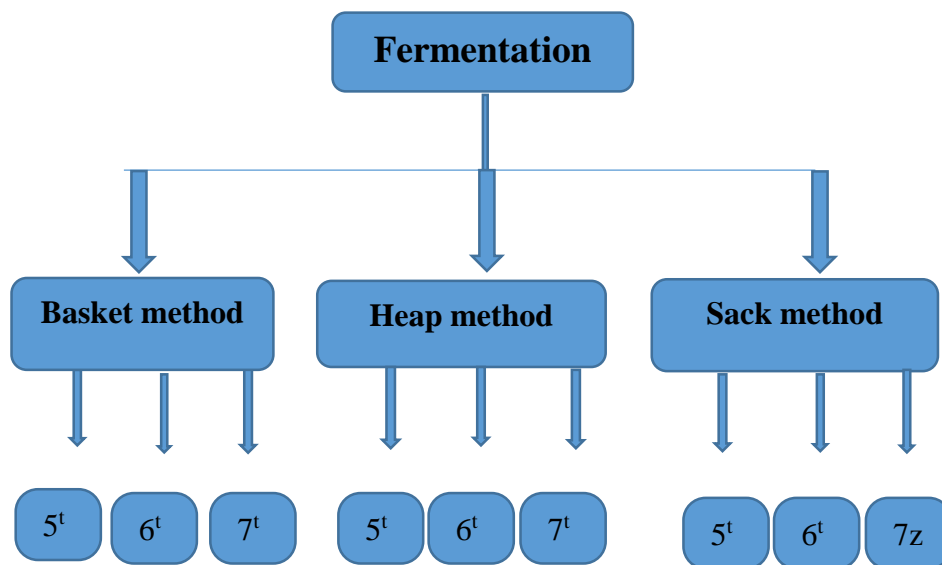 Fermentation
Basket method
Heap method
Sack method
5ᵗ
6ᵗ
7ᵗ
5ᵗ
6ᵗ
7ᵗ
5ᵗ
6ᵗ
7z